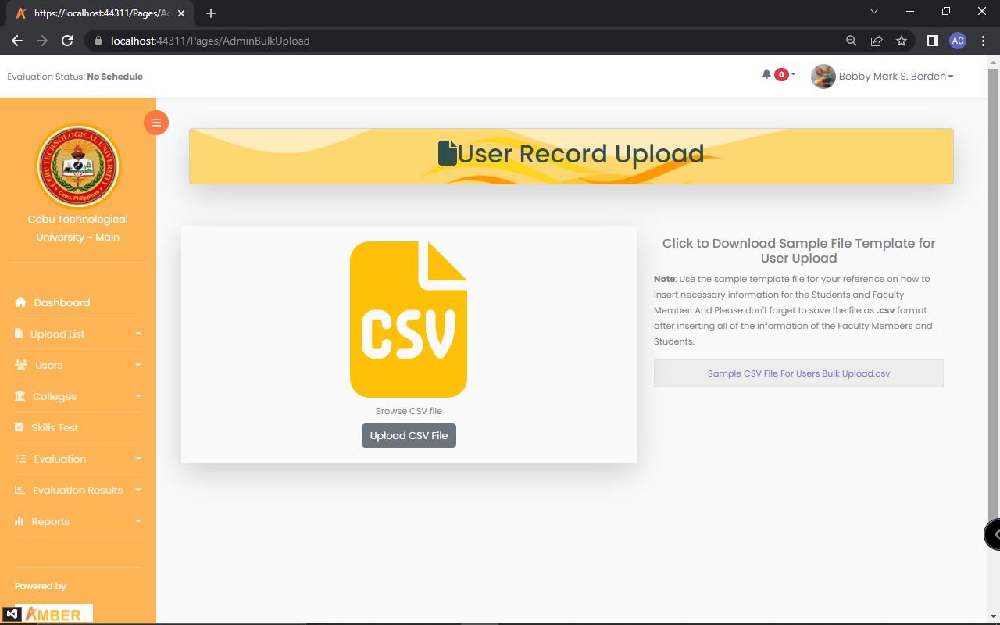 https://localhost:44311/Pages/Ad
localhost:44311/Pages/AdminBulkUpload
AC
Evaluation Status: No Schedule
0
Bobby Mark S. Berden
CEBU TECHNOLOGICAL UNIVERSITY
Cebu, Philippines
Cebu Technological
University - Main
Dashboard
Upload List
Users
Colleges
Skills Test
Evaluation
Evaluation Results
Reports
Powered by
AMBER
User Record Upload
CSV
Browse CSV file
Upload CSV File
Click to Download Sample File Template for
User Upload
Note: Use the sample template file for your reference on how to
insert necessary information for the Students and Faculty
Member. And Please don't forget to save the file as .csv format
after inserting all of the information of the Faculty Members and
Students.
Sample CSV File For Users Bulk Upload.csv